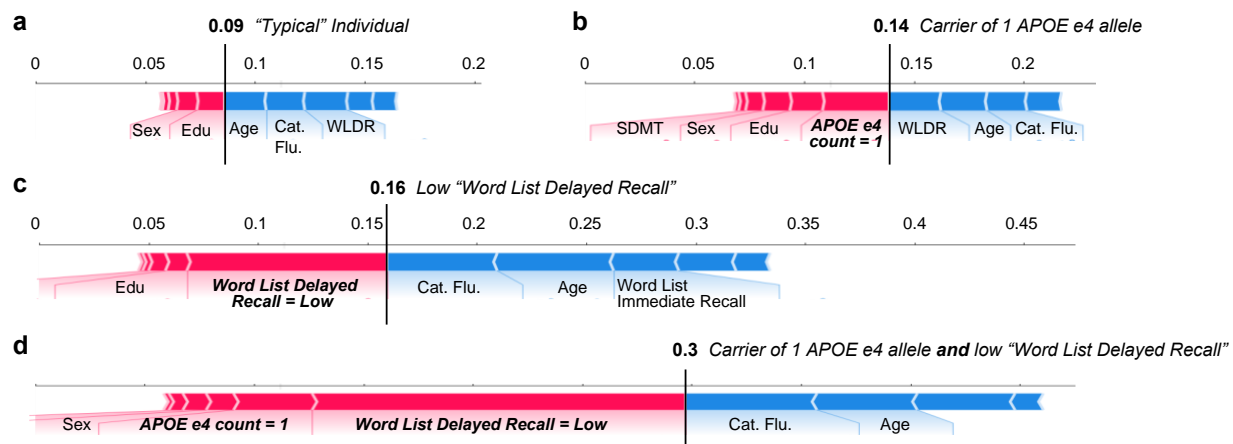 a
0.09 "Typical" Individual
0 0.05 0.1 0.15 0.2
Sex Edu Age Cat. WLDR
Flu.
b
0.14 Carrier of 1 APOE e4 allele
0 0.05 0.1 0.15 0.2
SDMT Sex Edu APOE e4 WLDR Age Cat. Flu.
count = 1
c
0.16 Low "Word List Delayed Recall"
0 0.05 0.1 0.15 0.2 0.25 0.3 0.35 0.4 0.45
Edu Word List Delayed Cat. Flu. Age Word List
Recall = Low Immediate Recall
d
0.3 Carrier of 1 APOE e4 allele and low "Word List Delayed Recall"
Sex APOE e4 count = 1 Word List Delayed Recall = Low Cat. Flu. Age